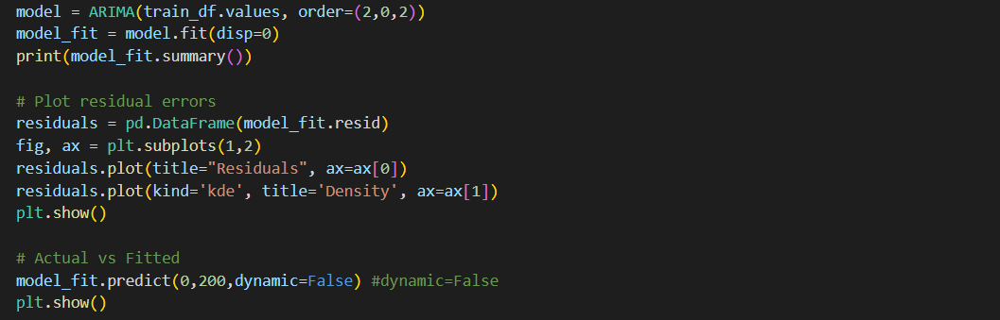 model = ARIMA(train_df.values, order=(2,0,2))
model_fit = model.fit(disp=0)
print(model_fit.summary())
# Plot residual errors
residuals = pd.DataFrame(model_fit.resid)
fig, ax = plt.subplots(1,2)
residuals.plot(title="Residuals", ax=ax[0])
residuals.plot(kind='kde', title='Density', ax=ax[1])
plt.show()
# Actual vs Fitted
model_fit.predict(0,200,dynamic=False) #dynamic=False
plt.show()